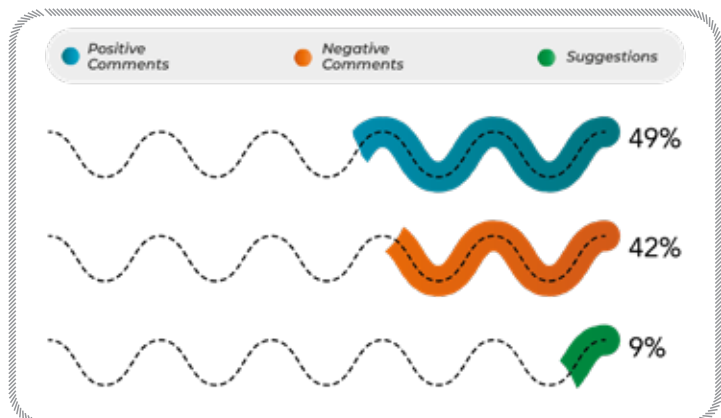 Positive
Comments
Negative
Comments
Suggestions
49%
42%
9%